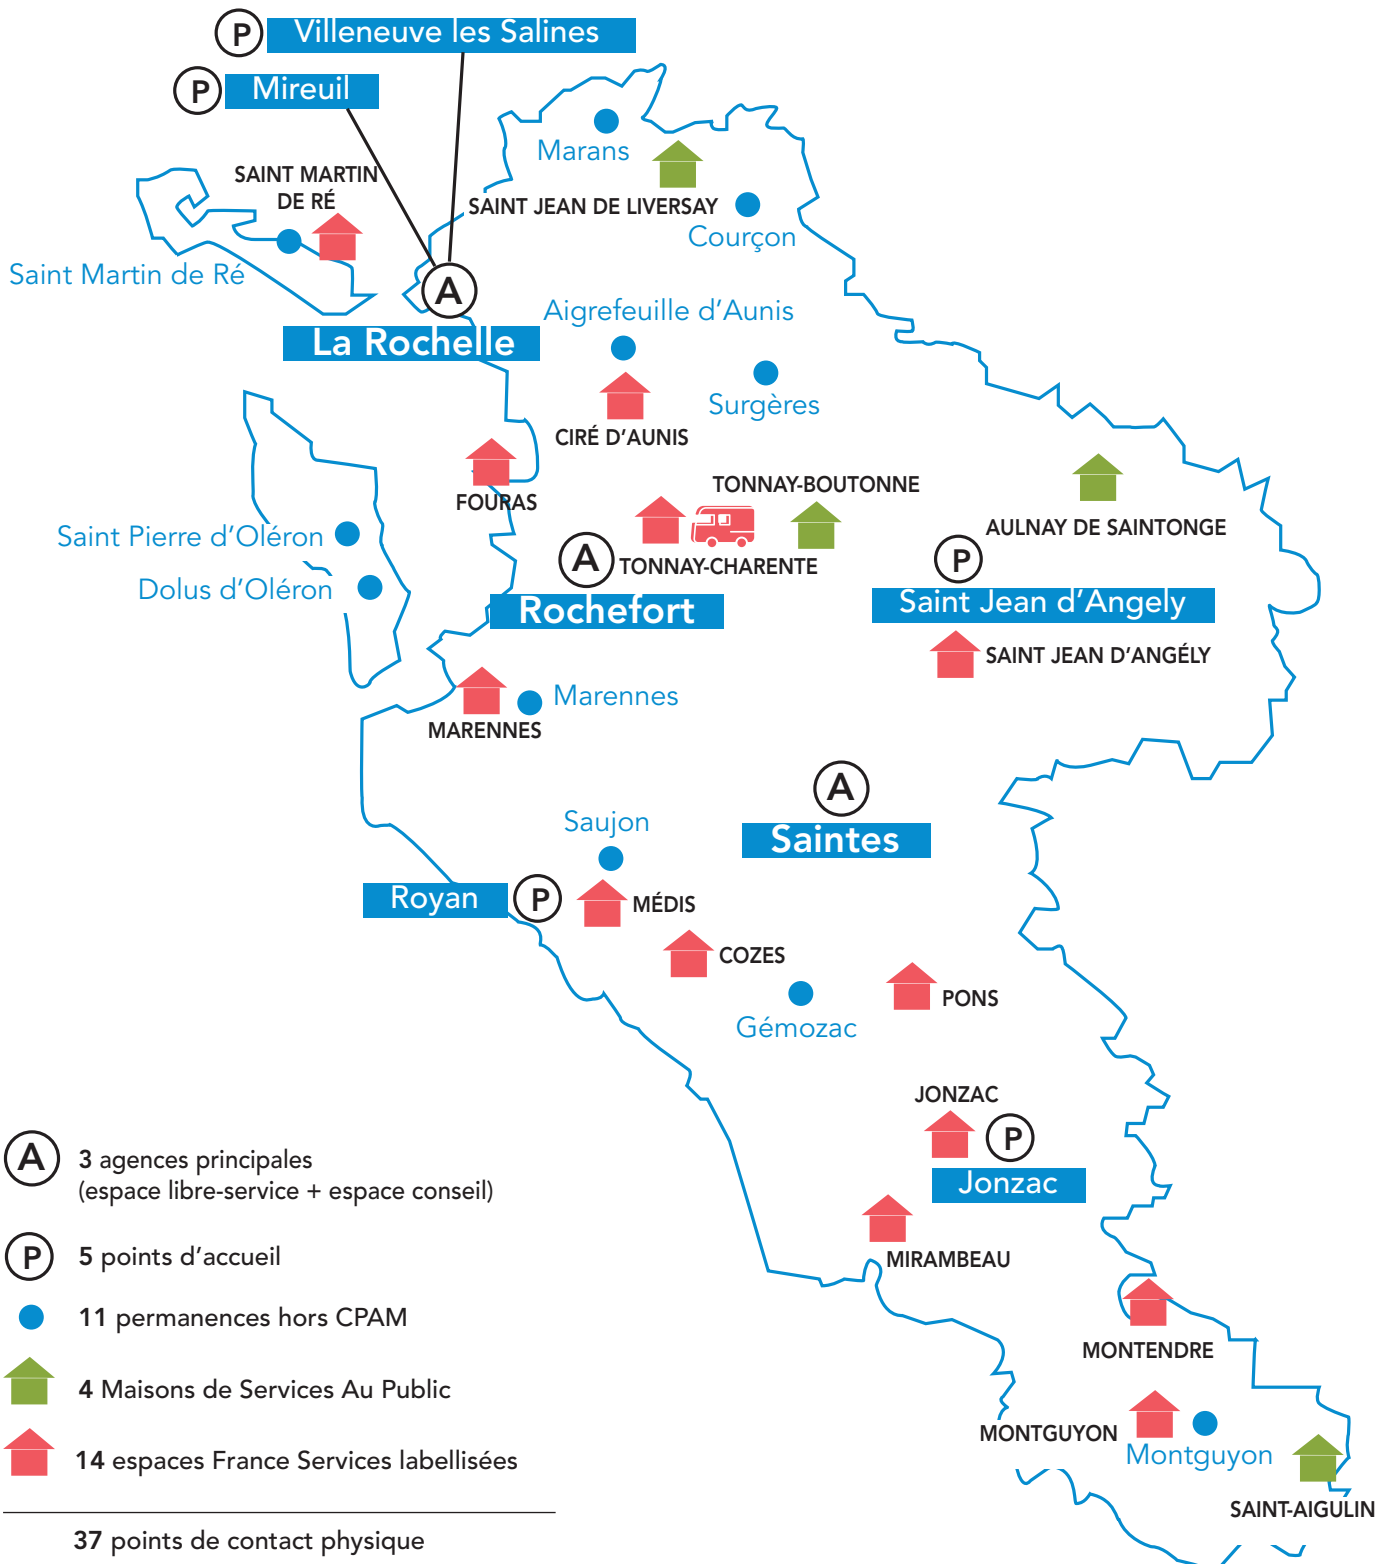 P Villeneuve les Salines
P Mireuil
Marans
SAINT MARTIN
DE RÉ
SAINT JEAN DE LIVERSAY
Courçon
Saint Martin de Ré
A
La Rochelle
Aigrefeuille d'Aunis
Surgères
CIRÉ D'AUNIS
FOURAS
TONNAY-BOUTONNE
AULNAY DE SAINTONGE
Saint Pierre d'Oléron
A
TONNAY-CHARENTE
P
Dolus d'Oléron
Rochefort
Saint Jean d'Angely
SAINT JEAN D'ANGÉLY
Marennes
MARENNES
A
Saintes
Saujon
Royan P
MÉDIS
COZES
PONS
Gémozac
JONZAC
P
Jonzac
MIRAMBEAU
MONTENDRE
MONTGUYON
Montguyon
SAINT-AIGULIN
A 3 agences principales
(espace libre-service + espace conseil)
P 5 points d'accueil
11 permanences hors CPAM
4 Maisons de Services Au Public
14 espaces France Services labellisées
37 points de contact physique